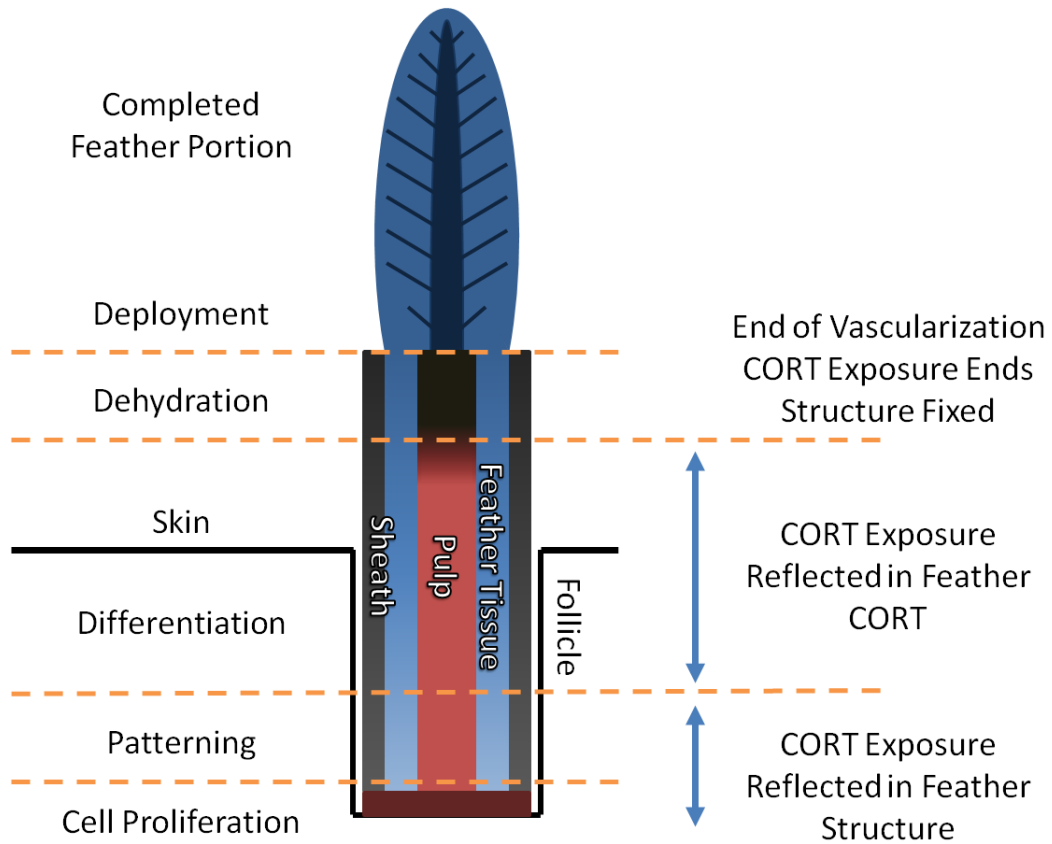 Completed
Feather Portion
Deployment
Dehydration
Skin
Differentiation
Patterning
Cell Proliferation
Sheath
Pulp
Feather Tissue
Follicle
End of Vascularization
CORT Exposure Ends
Structure Fixed
CORT Exposure
Reflected in Feather
CORT
CORT Exposure
Reflected in Feather
Structure